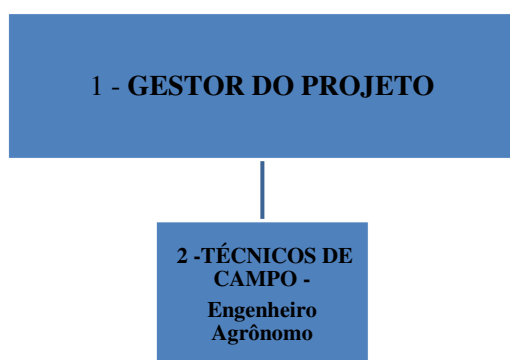 1 - GESTOR DO PROJETO
2 -TÉCNICOS DE
CAMPO -
Engenheiro
Agrônomo